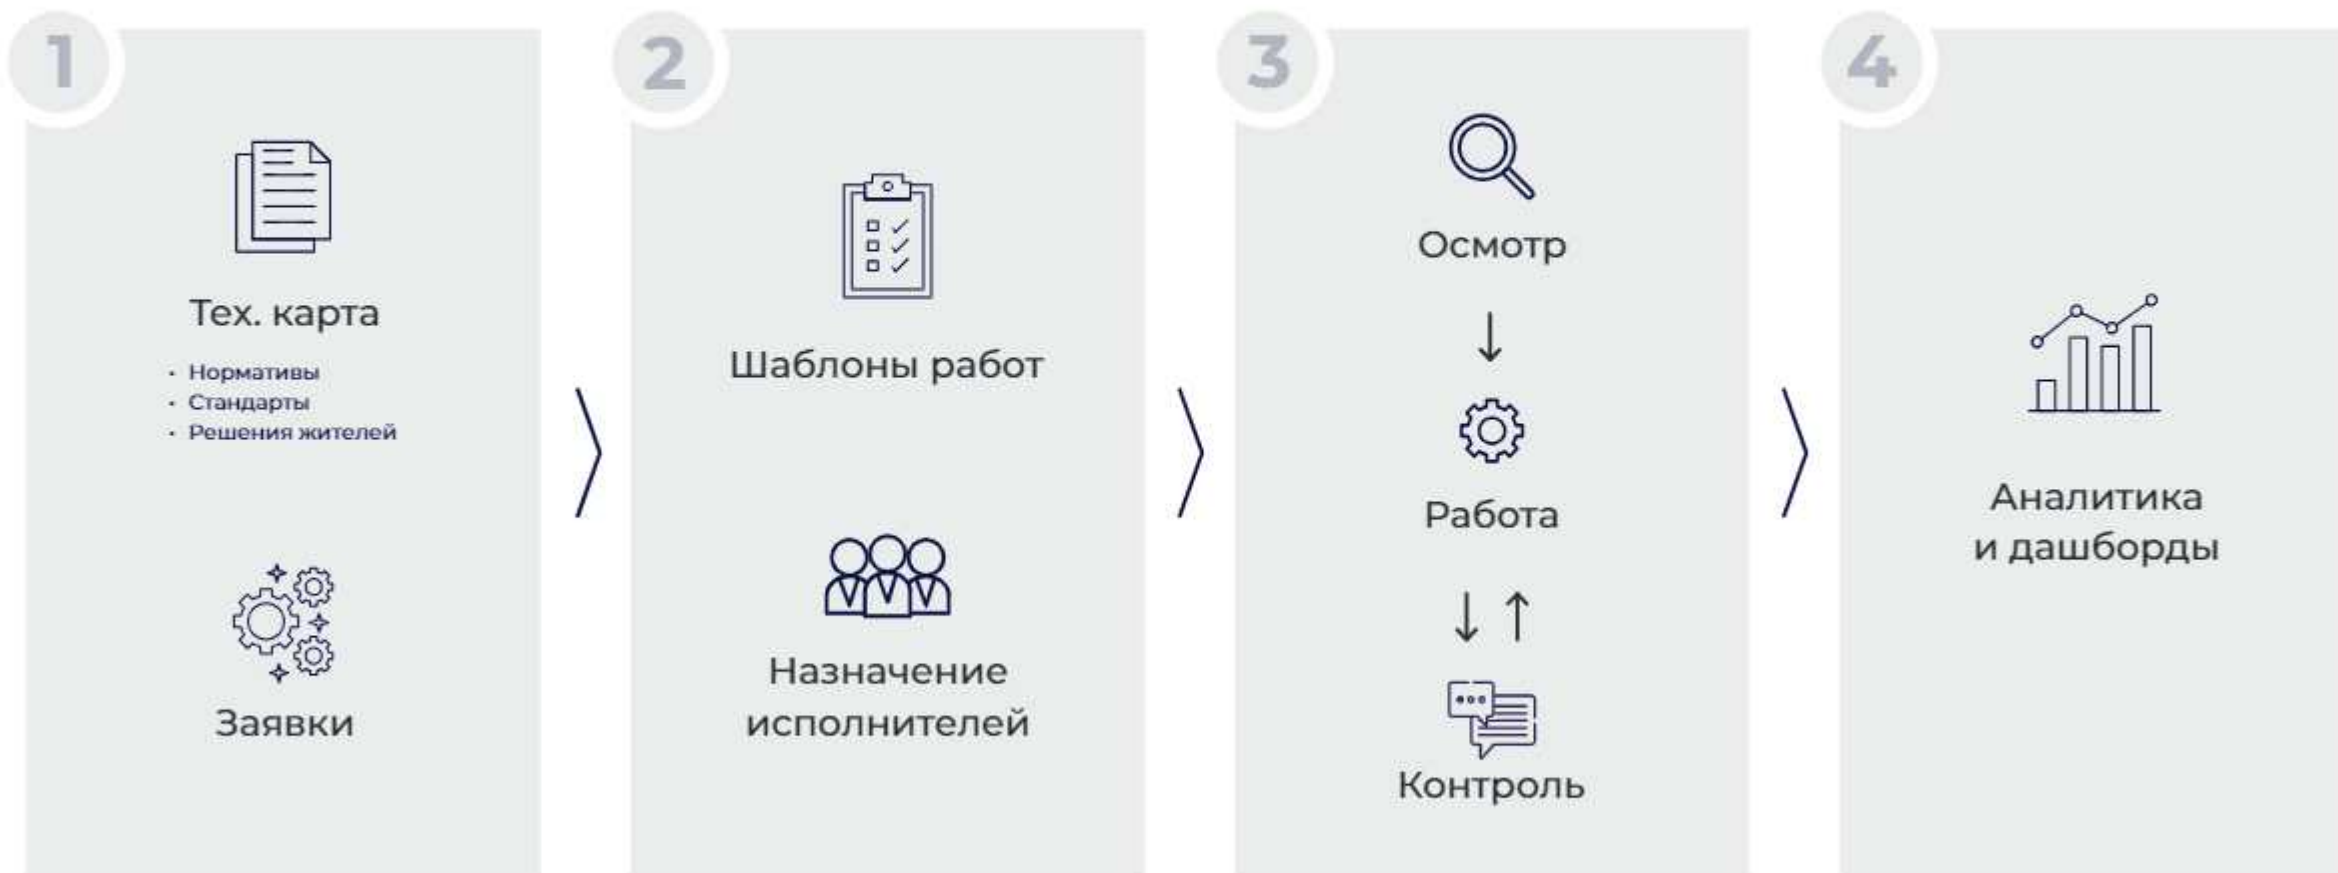 1
Тех. карта
• Нормативы
• Стандарты
• Решения жителей
Заявки
2
Шаблоны работ
Назначение
исполнителей
3
Осмотр
Работа
Контроль
4
Аналитика
и дашборды